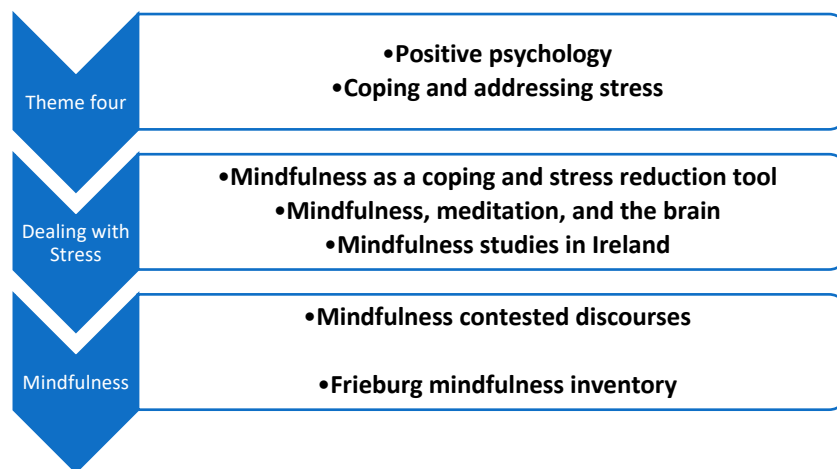 •Positive psychology
•Coping and addressing stress
Theme four
•Mindfulness as a coping and stress reduction tool
•Mindfulness, meditation, and the brain
•Mindfulness studies in Ireland
Dealing with
Stress
•Mindfulness contested discourses
•Frieburg mindfulness inventory
Mindfulness